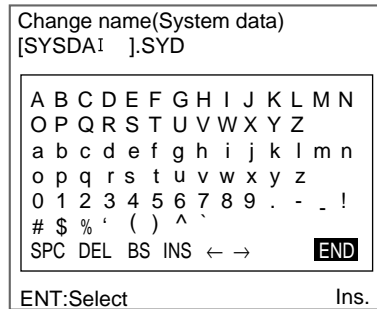 Change name(System data)
[SYSDAI ].SYD
A B C D E F G H I J K L M N
O P Q R S T U V W X Y Z
a b c d e f g h i j k l m n
o p q r s t u v w x y z
0 1 2 3 4 5 6 7 8 9 . - _ !
# $ % ‘ ( ) ^ `
SPC DEL BS INS ← → END
ENT:Select Ins.